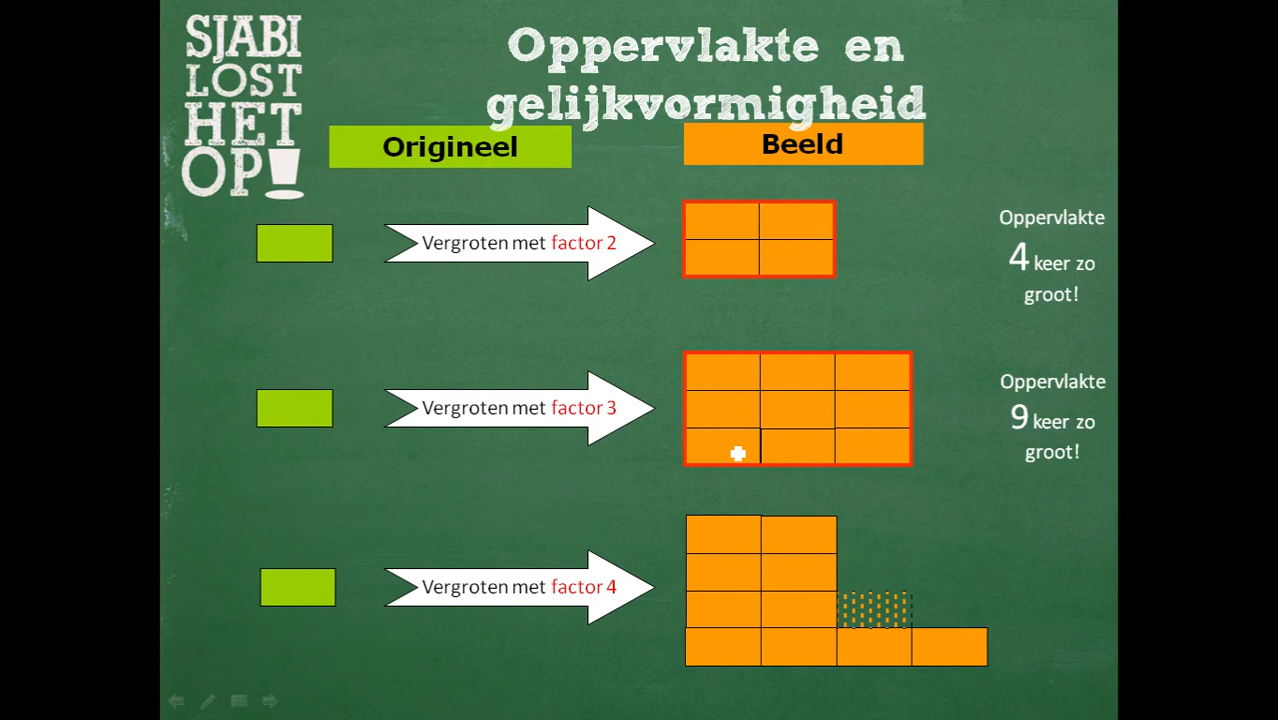 SJABI
LOST
HET
OP!
Oppervlakte en
gelijkvormigheid
Origineel
Beeld
Vergroten met factor 2
Oppervlakte
4 keer zo
groot!
Vergroten met factor 3
Oppervlakte
9 keer zo
groot!
Vergroten met factor 4